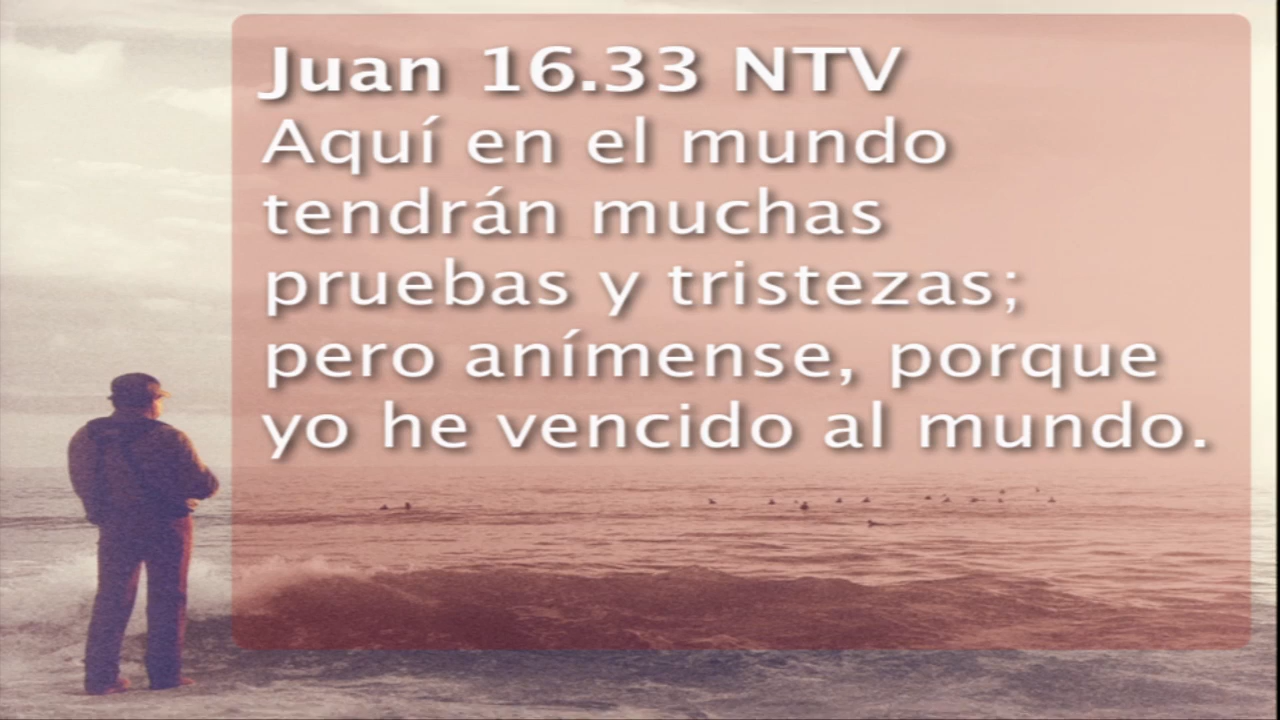 Juan 16.33 NTV
Aquí en el mundo
tendrán muchas
pruebas y tristezas;
pero anímense, porque
yo he vencido al mundo.